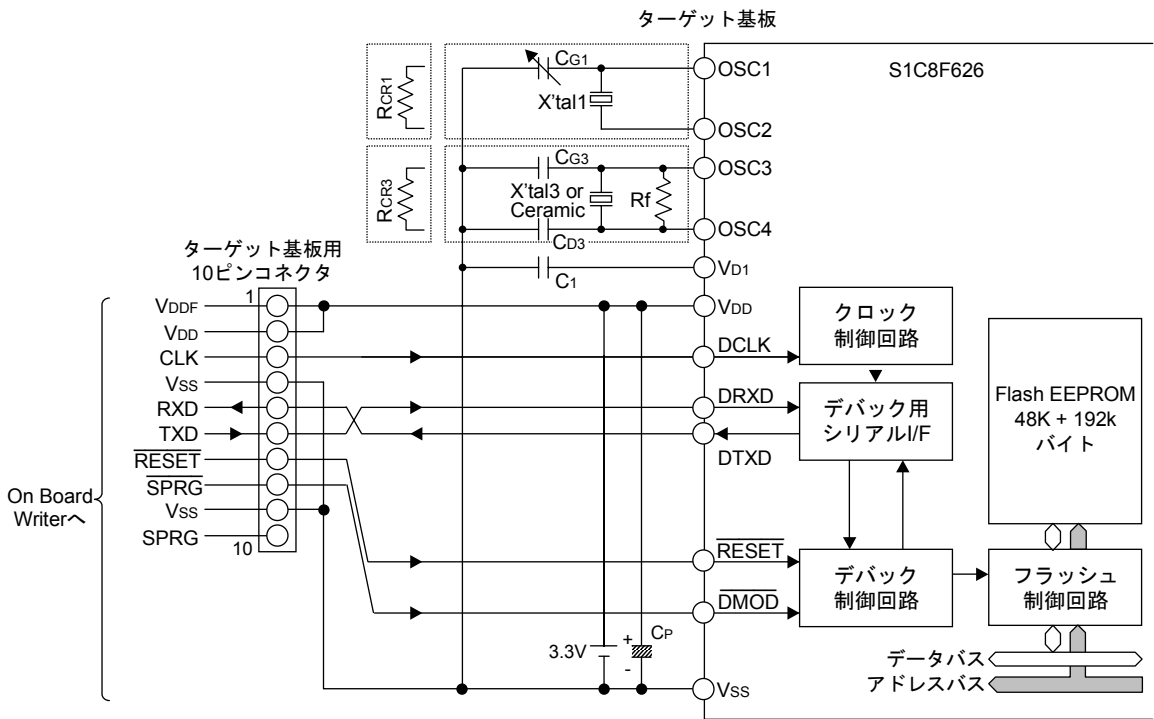 ターゲット基板
S1C8F626
RCR1
CG1
X'tal1
OSC1
OSC2
RCR3
CG3
X'tal3 or
Ceramic
Rf
CD3
OSC3
OSC4
C1
VD1
ターゲット基板用
10ピンコネクタ
1
VDDF
VDD
CLK
VSS
RXD
TXD
RESET
SPRG
VSS
SPRG
10
On Board
Writerへ
VDD
DCLK
DRXD
DTXD
RESET
DMOD
VSS
3.3V
+
-
CP
クロック
制御回路
デバック用
シリアルI/F
デバック
制御回路
Flash EEPROM
48K + 192k
バイト
フラッシュ
制御回路
データバス
アドレスバス